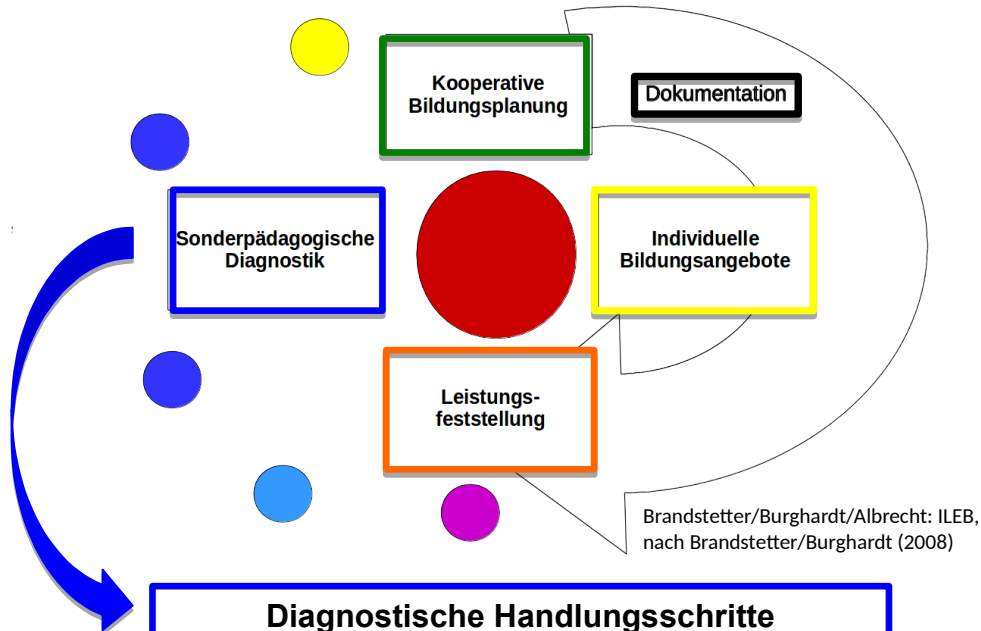 Kooperative
Bildungsplanung
Dokumentation
Sonderpädagogische
Diagnostik
Individuelle
Bildungsangebote
Leistungs-
feststellung
Brandstetter/Burghardt/Albrecht: ILEB,
nach Brandstetter/Burghardt (2008)
Diagnostische Handlungsschritte